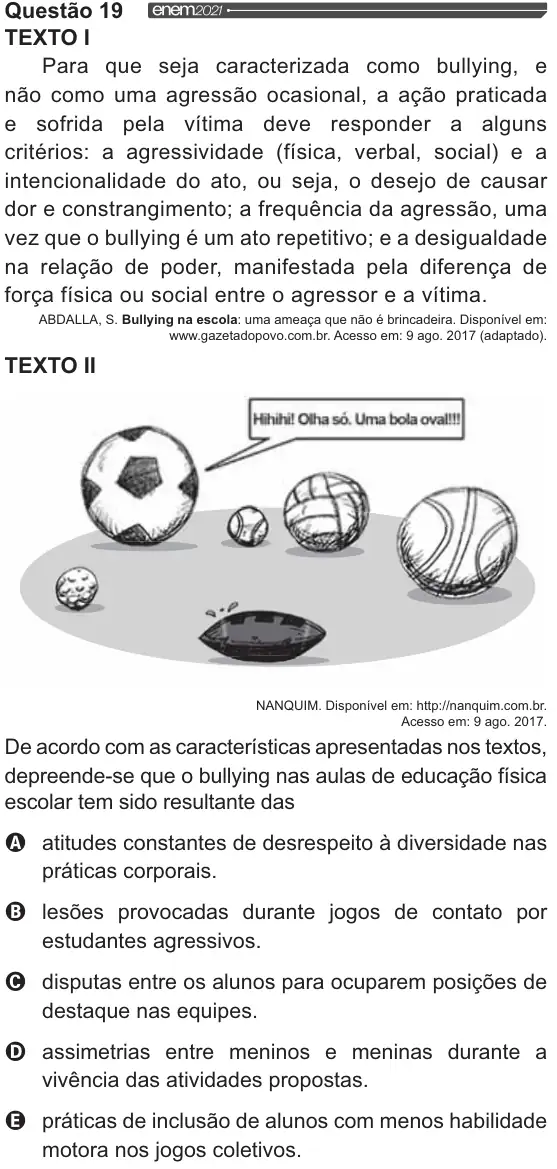 Questão 19 enem2021
TEXTO I
Para que seja caracterizada como bullying, e
não como uma agressão ocasional, a ação praticada
e sofrida pela vítima deve responder a alguns
critérios: a agressividade (física, verbal, social) e a
intencionalidade do ato, ou seja, o desejo de causar
dor e constrangimento; a frequência da agressão, uma
vez que o bullying é um ato repetitivo; e a desigualdade
na relação de poder, manifestada pela diferença de
força física ou social entre o agressor e a vítima.
ABDALLA, S. Bullying na escola: uma ameaça que não é brincadeira. Disponível em:
www.gazetadopovo.com.br. Acesso em: 9 ago. 2017 (adaptado).
TEXTO II
Hihihi! Olha só. Uma bola oval!!!
NANQUIM. Disponível em: http://nanquim.com.br.
Acesso em: 9 ago. 2017.
De acordo com as características apresentadas nos textos,
depreende-se que o bullying nas aulas de educação física
escolar tem sido resultante das
A atitudes constantes de desrespeito à diversidade nas
práticas corporais.
B lesões provocadas durante jogos de contato por
estudantes agressivos.
C disputas entre os alunos para ocuparem posições de
destaque nas equipes.
D assimetrias entre meninos e meninas durante a
vivência das atividades propostas.
E práticas de inclusão de alunos com menos habilidade
motora nos jogos coletivos.